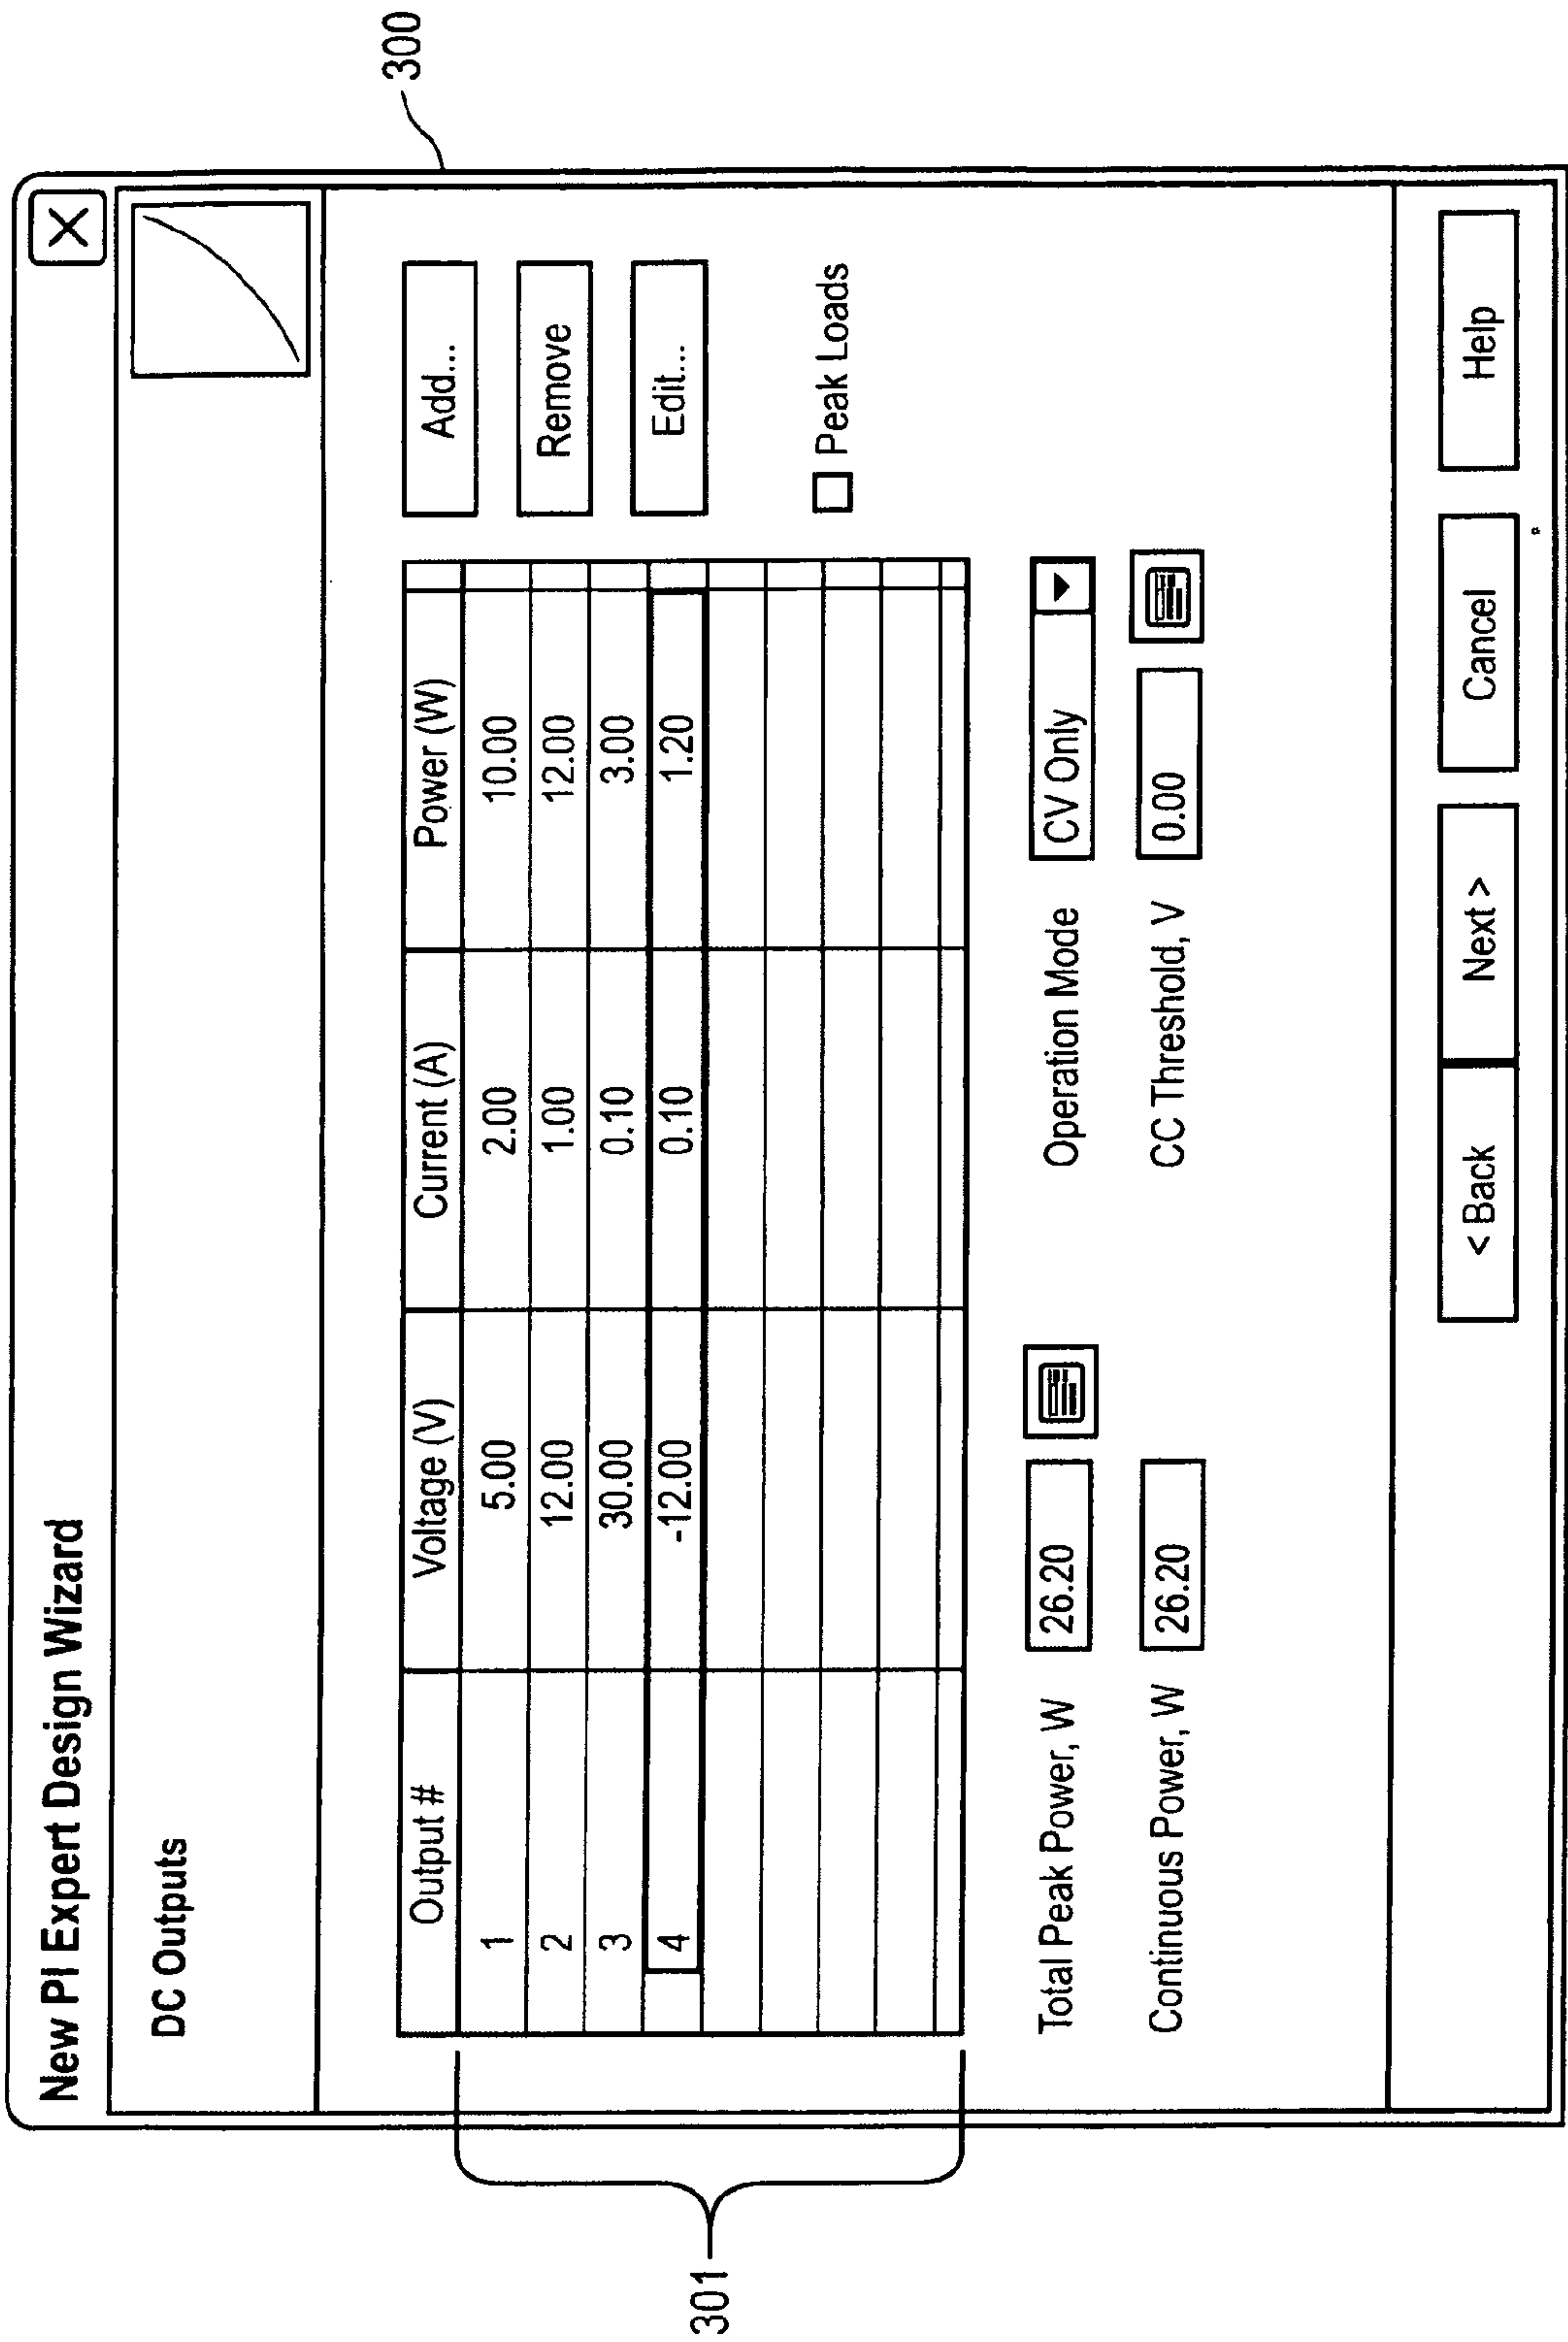 300
New PI Expert Design Wizard X
DC Outputs
Output # Voltage (V) Current (A) Power (W)
1 5.00 2.00 10.00
2 12.00 1.00 12.00
3 30.00 0.10 3.00
4 -12.00 0.10 1.20
Add...
Remove
Edit...
Peak Loads
301
Total Peak Power, W 26.20 Operation Mode CV Only
Continuous Power, W 26.20 CC Threshold, V 0.00
< Back Next > Cancel Help